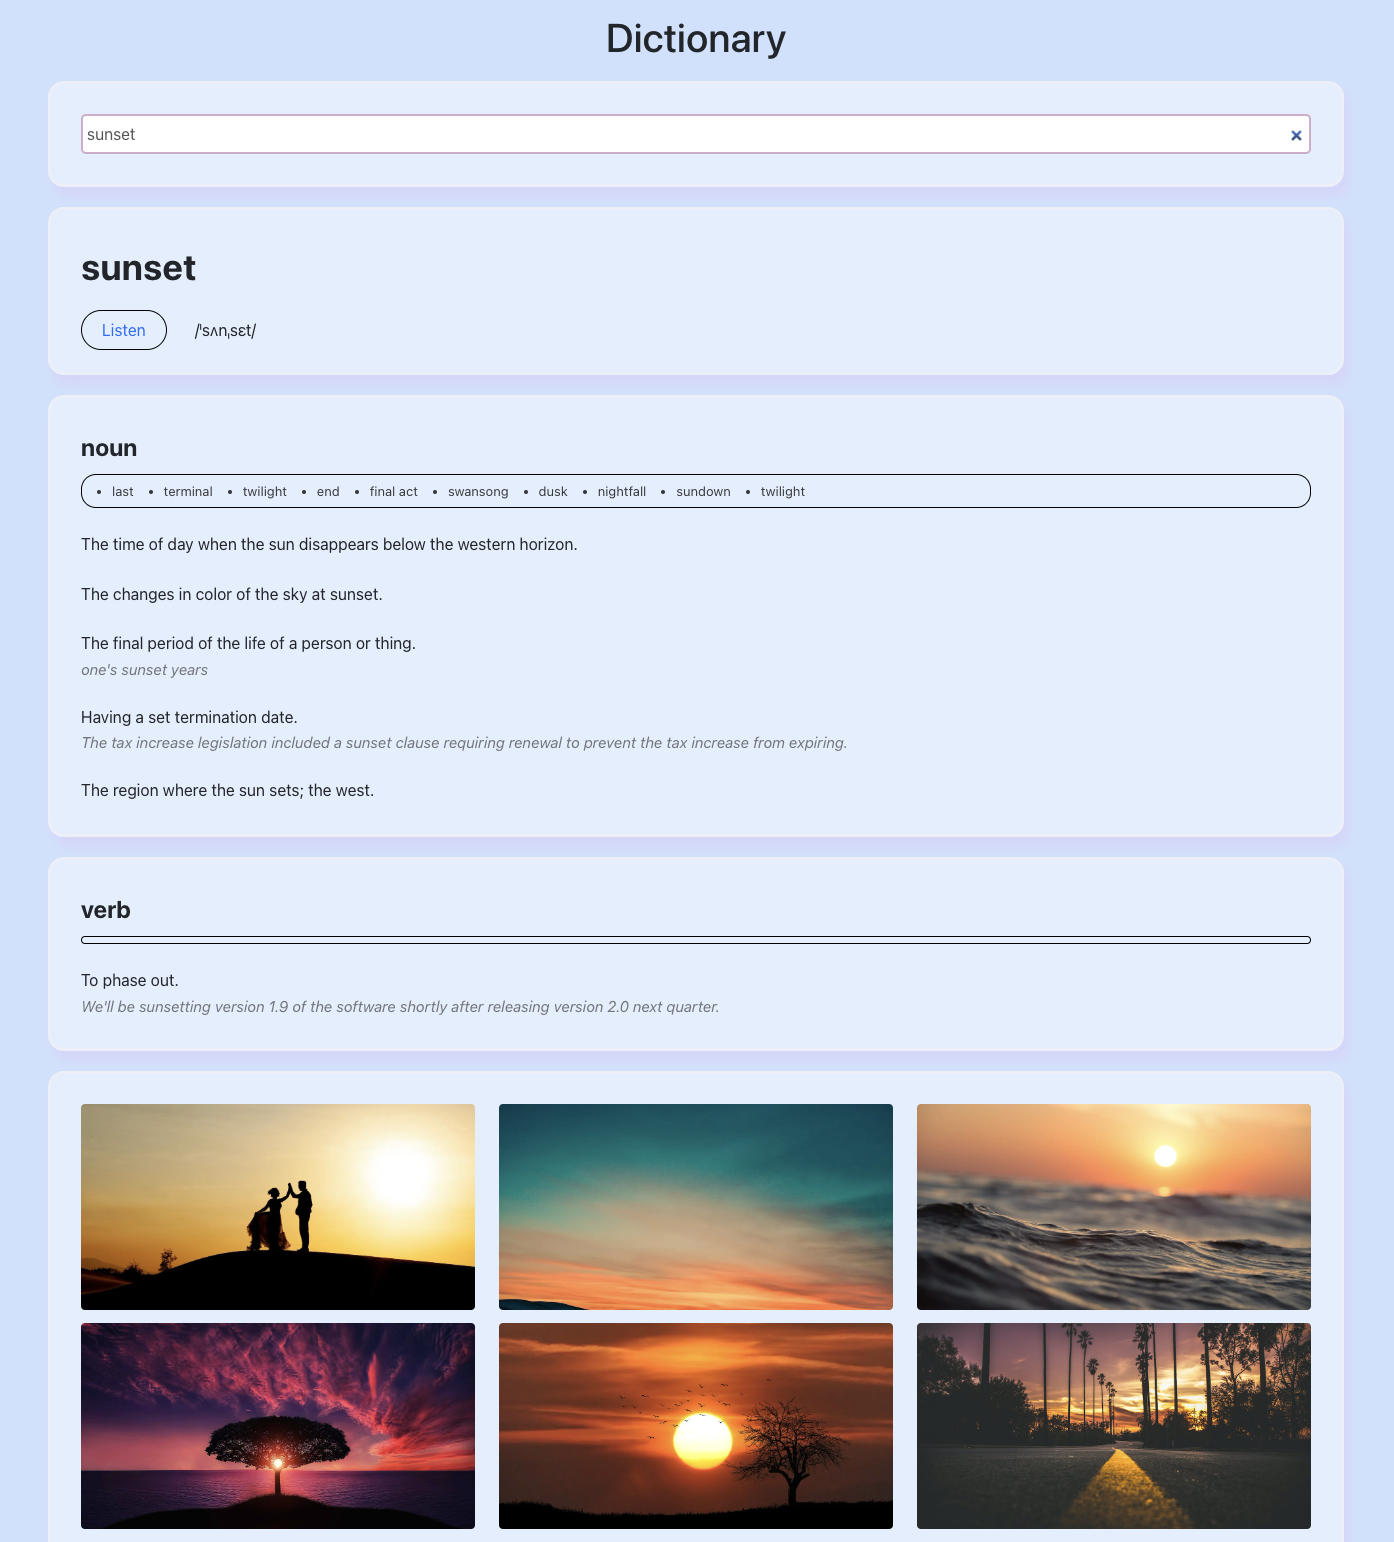 Dictionary
sunset
sunset
Listen /ˈsʌnˌsɛt/
noun
• last • terminal • twilight • end • final act • swansong • dusk • nightfall • sundown • twilight
The time of day when the sun disappears below the western horizon.
The changes in color of the sky at sunset.
The final period of the life of a person or thing.
one's sunset years
Having a set termination date.
The tax increase legislation included a sunset clause requiring renewal to prevent the tax increase from expiring.
The region where the sun sets; the west.
verb
To phase out.
We'll be sunsetting version 1.9 of the software shortly after releasing version 2.0 next quarter.